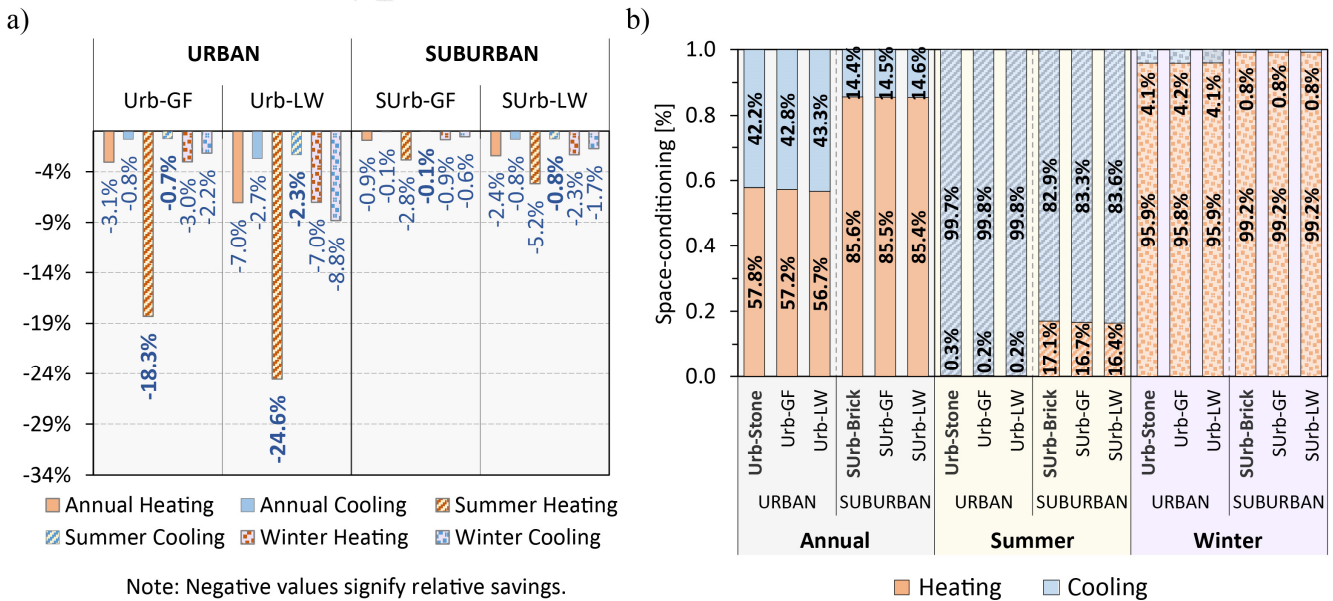 a)
URBAN SUBURBAN
Urb-GF Urb-LW SUrb-GF SUrb-LW
-4%
-9%
-14%
-19%
-24%
-29%
-34%
-3.1%
-0.8%
-18.3%
-0.7%
-3.0%
-2.2%
-7.0%
-2.7%
-24.6%
-2.3%
-7.0%
-8.8%
-0.9%
-0.1%
-2.8%
-0.1%
-0.9%
-0.6%
-2.4%
-0.8%
-5.2%
-0.8%
-2.3%
-1.7%
Annual Heating Annual Cooling Summer Heating
Summer Cooling Winter Heating Winter Cooling
Note: Negative values signify relative savings.
b)
Space-conditioning [%]
1.0
0.8
0.6
0.4
0.2
0.0
42.2%
42.8%
43.3%
14.4%
14.5%
14.6%
99.7%
99.8%
99.8%
82.9%
83.3%
83.6%
4.1%
4.2%
4.1%
0.8%
0.8%
0.8%
57.8%
57.2%
56.7%
85.6%
85.5%
85.4%
0.3%
0.2%
0.2%
17.1%
16.7%
16.4%
95.9%
95.8%
95.9%
99.2%
99.2%
99.2%
Urb-Stone
Urb-GF
Urb-LW
SUrb-Brick
SUrb-GF
SUrb-LW
Urb-Stone
Urb-GF
Urb-LW
SUrb-Brick
SUrb-GF
SUrb-LW
Urb-Stone
Urb-GF
Urb-LW
SUrb-Brick
SUrb-GF
SUrb-LW
URBAN SUBURBAN URBAN SUBURBAN URBAN SUBURBAN
Annual Summer Winter
Heating Cooling